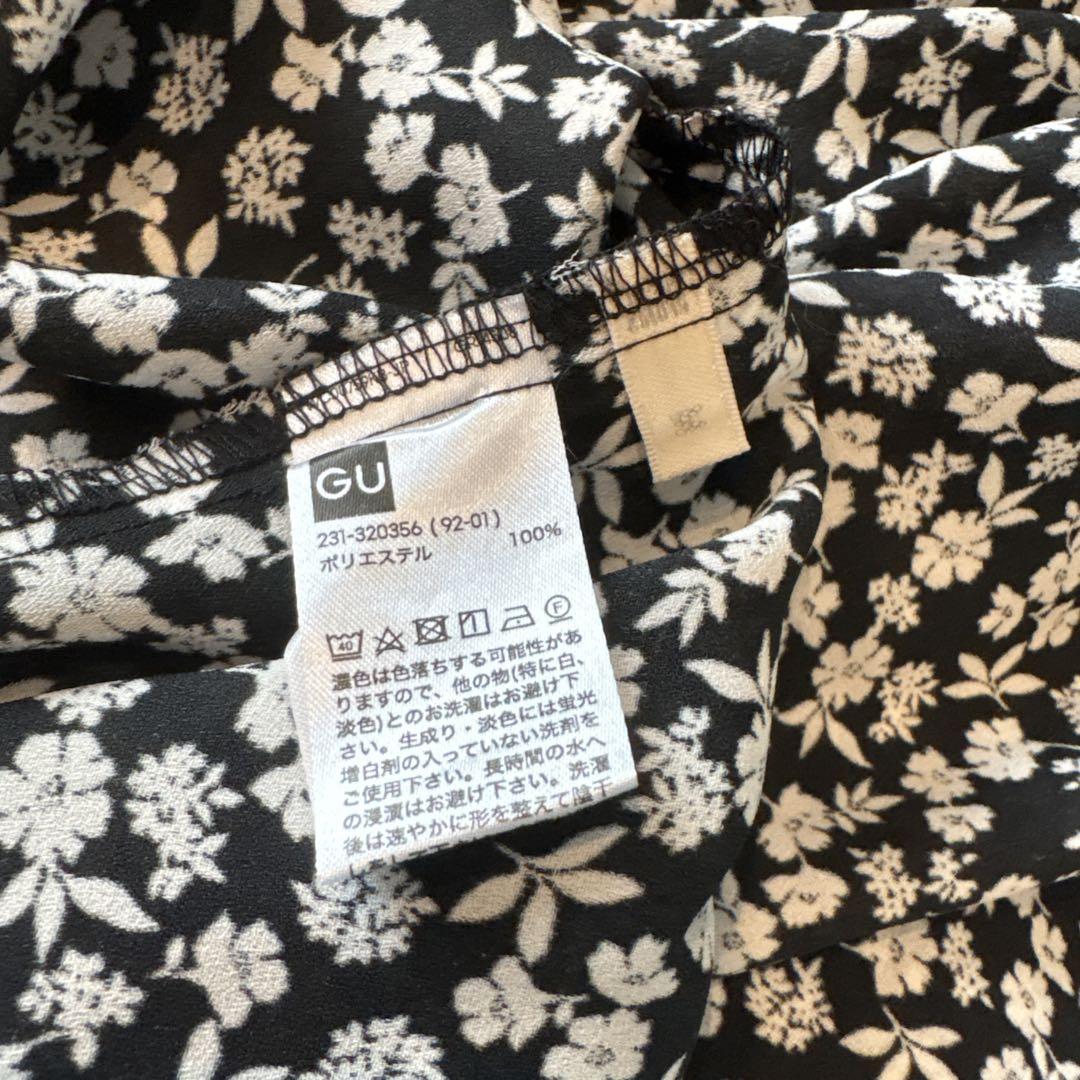 GU
231-320356 (92-01)
ポリエステル 100%
40
F
濃色は色落ちする可能性があ
りますので、他の物(特に白、
淡色)とのお洗濯はお避け下
さい。生成り・淡色には蛍光
増白剤の入っていない洗剤を
ご使用下さい。長時間の水へ
の浸漬はお避け下さい。洗濯
後は速やかに形を整えて陰干